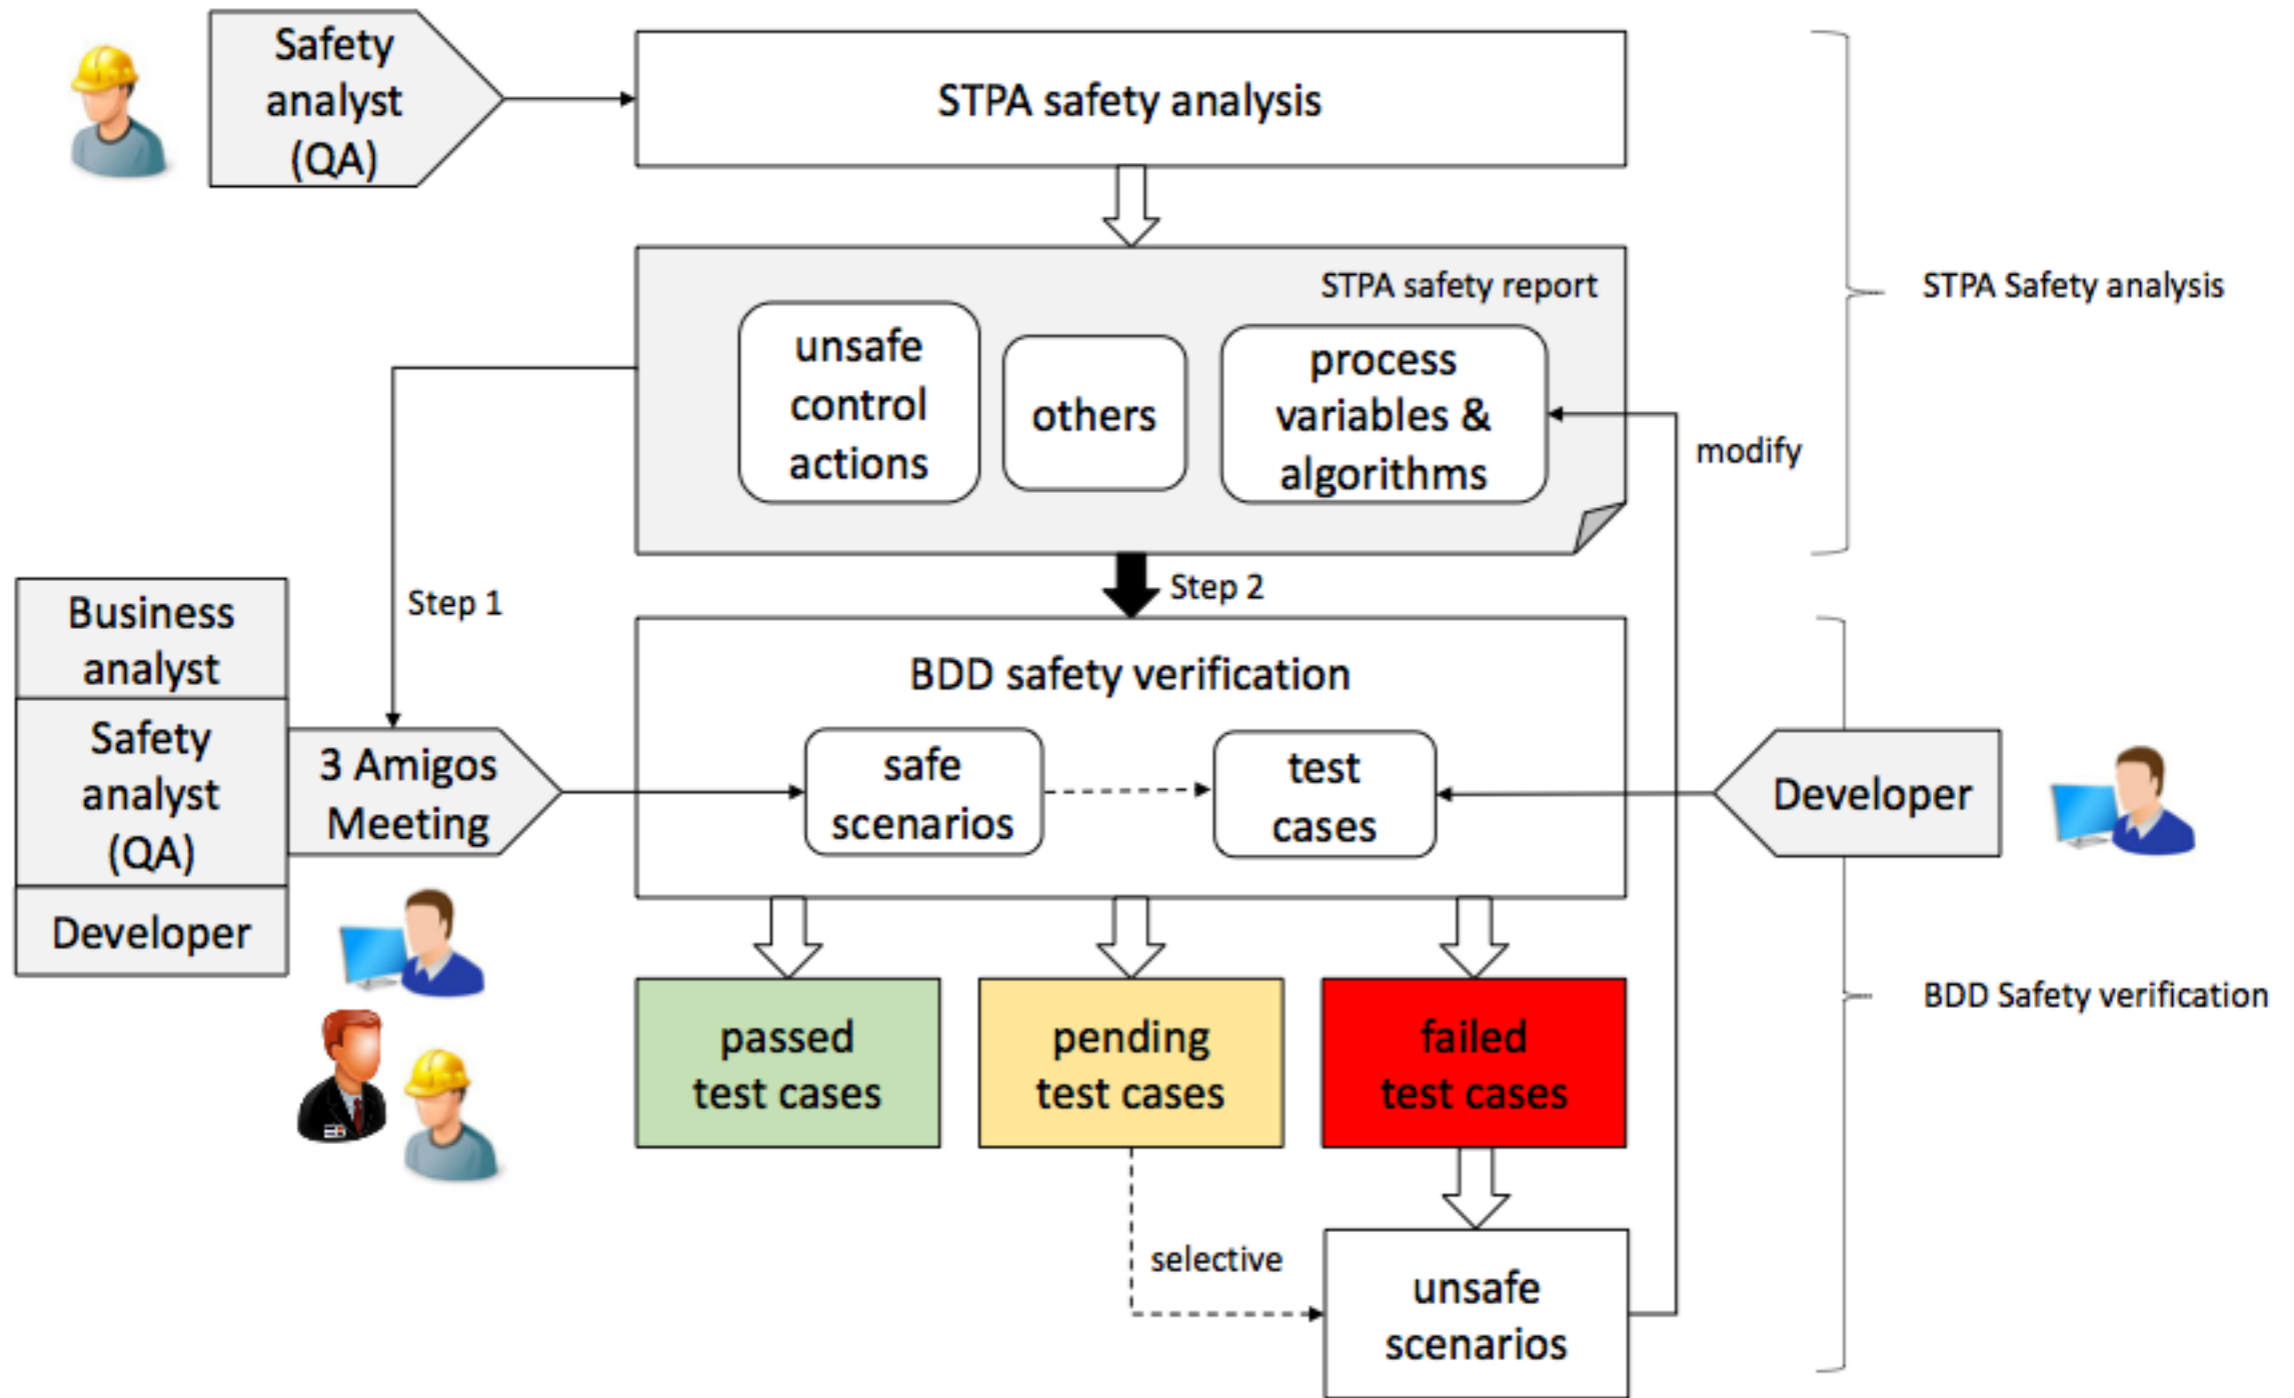 Safety
analyst
(QA)
STPA safety analysis
STPA safety report
unsafe
control
actions
others
process
variables &
algorithms
modify
STPA Safety analysis
Step 1
Step 2
Business
analyst
Safety
analyst
(QA)
Developer
3 Amigos
Meeting
BDD safety verification
safe
scenarios
test
cases
Developer
passed
test cases
pending
test cases
failed
test cases
BDD Safety verification
selective
unsafe
scenarios